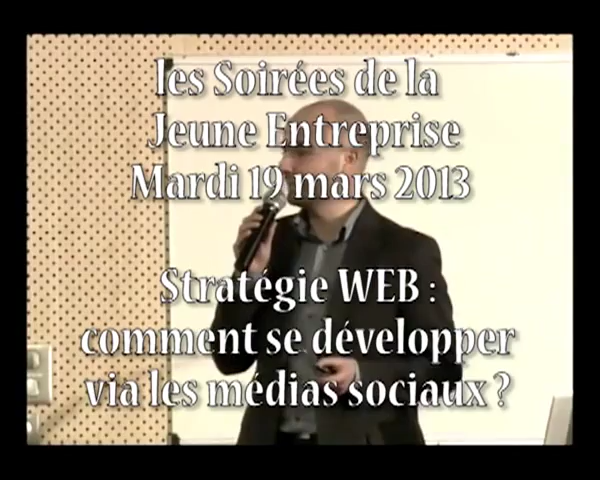 les Soirées de la
Jeune Entreprise
Mardi 19 mars 2013
Stratégie WEB :
comment se développer
via les médias sociaux ?